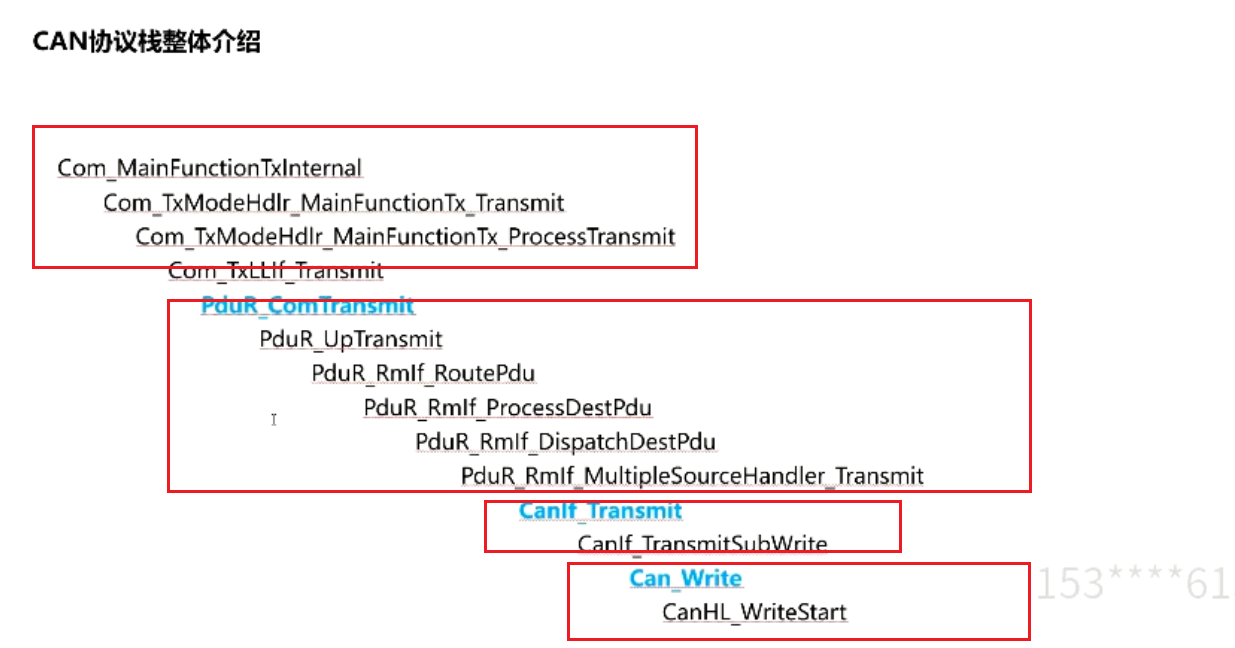 CAN协议栈整体介绍
Com_MainFunctionTxInternal
Com_TxModeHdlr_MainFunctionTx_Transmit
Com_TxModeHdlr_MainFunctionTx_ProcessTransmit
Com_TxLLIf_Transmit
PduR_ComTransmit
PduR_UpTransmit
PduR_RmIf_RoutePdu
PduR_RmIf_ProcessDestPdu
PduR_RmIf_DispatchDestPdu
PduR_RmIf_MultipleSourceHandler_Transmit
CanIf_Transmit
CanIf_TransmitSubWrite
Can_Write
CanHL_WriteStart
153****61